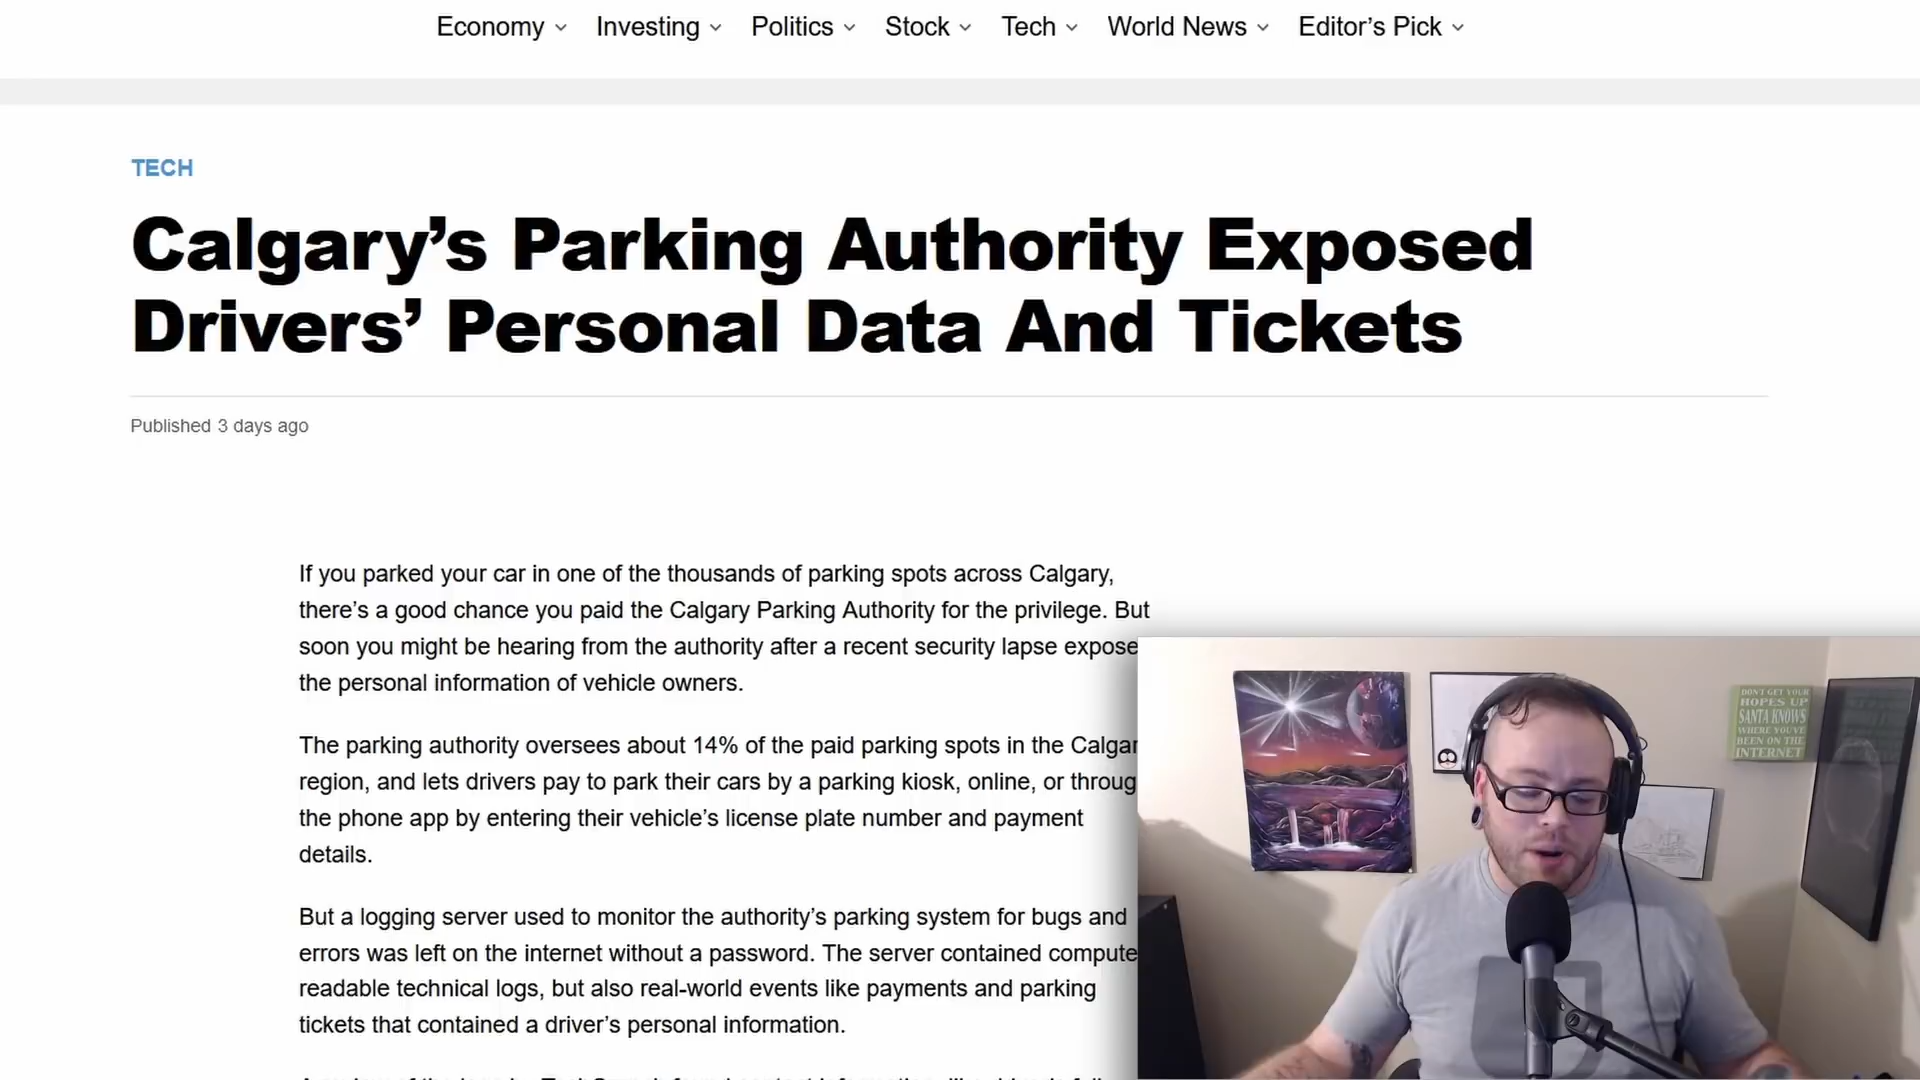 Economy Investing Politics Stock Tech World News Editor’s Pick
TECH
Calgary’s Parking Authority Exposed
Drivers’ Personal Data And Tickets
Published 3 days ago
If you parked your car in one of the thousands of parking spots across Calgary,
there’s a good chance you paid the Calgary Parking Authority for the privilege. But
soon you might be hearing from the authority after a recent security lapse expose
the personal information of vehicle owners.
The parking authority oversees about 14% of the paid parking spots in the Calgar
region, and lets drivers pay to park their cars by a parking kiosk, online, or throug
the phone app by entering their vehicle’s license plate number and payment
details.
But a logging server used to monitor the authority’s parking system for bugs and
errors was left on the internet without a password. The server contained compute
readable technical logs, but also real-world events like payments and parking
tickets that contained a driver’s personal information.
DON'T GET YOUR
HOPES UP
SANTA KNOWS
WHERE YOU'VE
BEEN ON THE
INTERNET